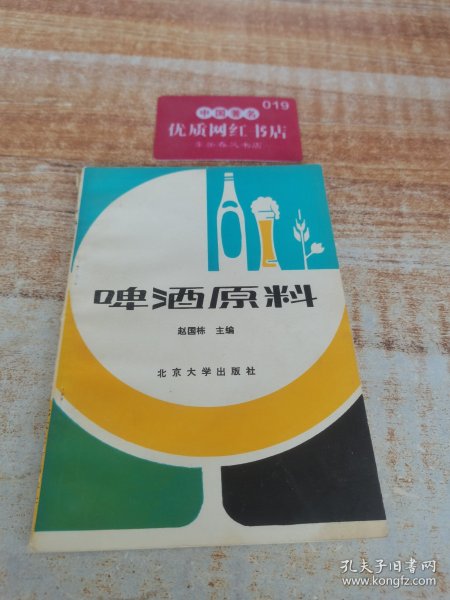 019
中国著名
优质网红书店
啤酒原料
赵国栋 主编
北京大学出版社
孔夫子旧书网
www.kongfz.com